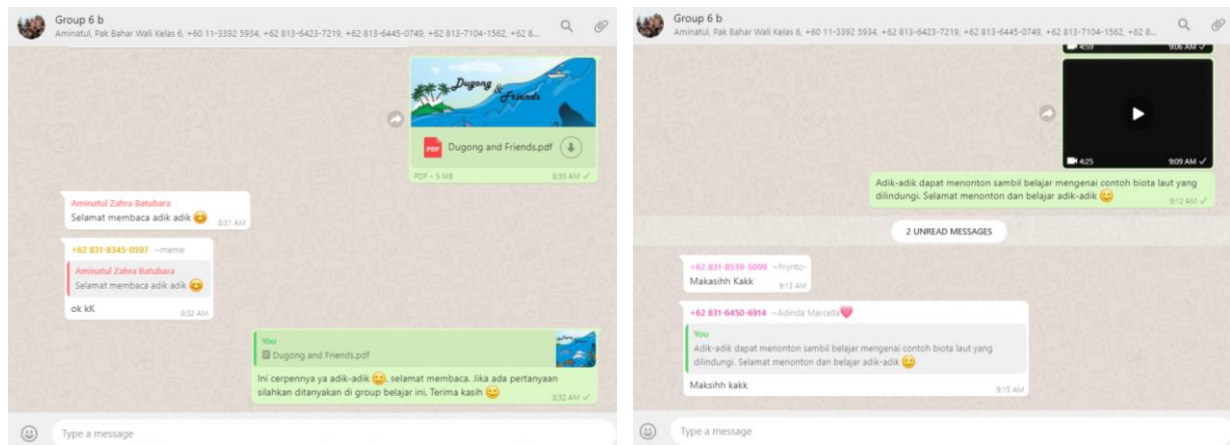 Group 6 b
Aminatul, Pak Bahar Wali Kelas 6, +60 11-3392 5934, +62 813-6423-7219, +62 813-6445-0749, +62 813-7104-1562, +62 8...
Dugong &
Friends
PDF
Dugong and Friends.pdf
PDF • 5 MB
8:30 AM
Aminatul Zahra Batubara
Selamat membaca adik adik 😊
8:31 AM
+62 831-8345-0597 ~meme
Aminatul Zahra Batubara
Selamat membaca adik adik 😊
ok kK
8:32 AM
You
Dugong and Friends.pdf
Ini cerpennya ya adik-adik 😊, selamat membaca. Jika ada pertanyaan
silahkan ditanyakan di group belajar ini. Terima kasih 😊
8:32 AM
Type a message
Group 6 b
Aminatul, Pak Bahar Wali Kelas 6, +60 11-3392 5934, +62 813-6423-7219, +62 813-6445-0749, +62 813-7104-1562, +62 8...
4:59
9:06 AM
4:25
9:09 AM
Adik-adik dapat menonton sambil belajar mengenai contoh biota laut yang
dilindungi. Selamat menonton dan belajar adik-adik 😊
9:12 AM
2 UNREAD MESSAGES
+62 831-8539-5099 ~Frynto-
Makasihh Kakk
9:13 AM
+62 831-6450-6914 ~Adinda Marcella💗
You
Adik-adik dapat menonton sambil belajar mengenai contoh biota laut yang
dilindungi. Selamat menonton dan belajar adik-adik 😊
Maksihh kakk
9:15 AM
Type a message